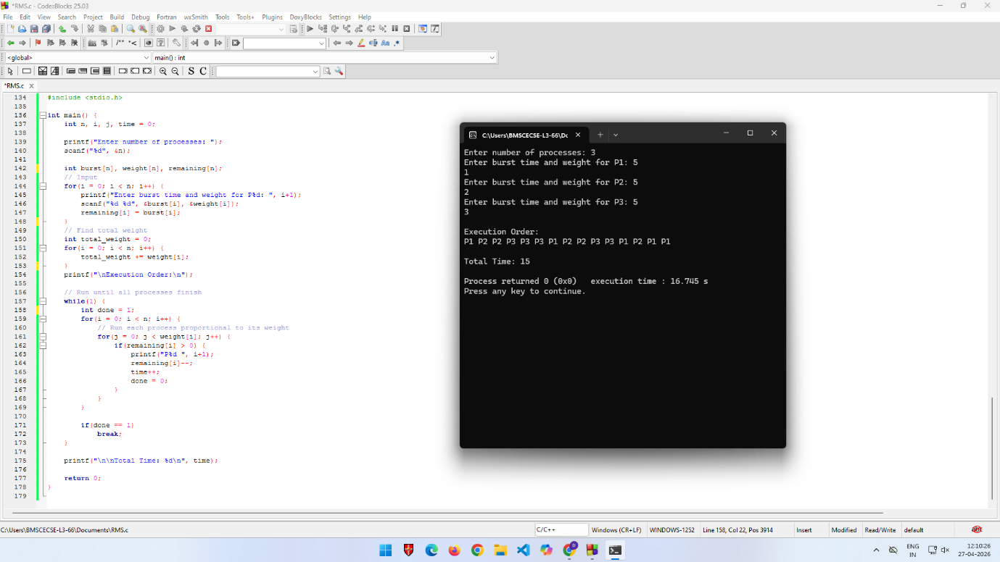 *RMS.c - Code::Blocks 25.03
File Edit View Search Project Build Debug Fortran wxSmith Tools Tools+ Plugins DoxyBlocks Settings Help
/** *<
Aa .*
<global> main() : int
S C
*RMS.c X
134 #include <stdio.h>
135
136 int main() {
137 int n, i, j, time = 0;
138
139 printf("Enter number of processes: ");
140 scanf("%d", &n);
141
142 int burst[n], weight[n], remaining[n];
143 // Input
144 for(i = 0; i < n; i++) {
145 printf("Enter burst time and weight for P%d: ", i+1);
146 scanf("%d %d", &burst[i], &weight[i]);
147 remaining[i] = burst[i];
148 }
149 // Find total weight
150 int total_weight = 0;
151 for(i = 0; i < n; i++) {
152 total_weight += weight[i];
153 }
154 printf("\nExecution Order:\n");
155
156 // Run until all processes finish
157 while(1) {
158 int done = 1;
159 for(i = 0; i < n; i++) {
160 // Run each process proportional to its weight
161 for(j = 0; j < weight[i]; j++) {
162 if(remaining[i] > 0) {
163 printf("P%d ", i+1);
164 remaining[i]--;
165 time++;
166 done = 0;
167 }
168 }
169 }
170
171 if(done == 1)
172 break;
173 }
174
175 printf("\n\nTotal Time: %d\n", time);
176
177 return 0;
178 }
179
C:\Users\BMSCECSE-L3-66\Dc
Enter number of processes: 3
Enter burst time and weight for P1: 5
1
Enter burst time and weight for P2: 5
2
Enter burst time and weight for P3: 5
3
Execution Order:
P1 P2 P2 P3 P3 P3 P1 P2 P2 P3 P3 P1 P2 P1 P1
Total Time: 15
Process returned 0 (0x0) execution time : 16.745 s
Press any key to continue.
C:\Users\BMSCECSE-L3-66\Documents\RMS.c C/C++ Windows (CR+LF) WINDOWS-1252 Line 158, Col 22, Pos 3914 Insert Modified Read/Write default
D
ENG
IN
12:10:26
27-04-2026